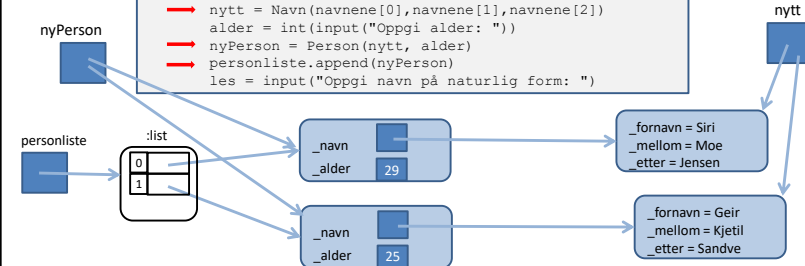 nytt = Navn(navnene[0],navnene[1],navnene[2])
alder = int(input("Oppgi alder: "))
nyPerson = Person(nytt, alder)
personliste.append(nyPerson)
les = input("Oppgi navn på naturlig form: ")
nyPerson
nytt
personliste
:list
0
1
_navn
_alder 29
_fornavn = Siri
_mellom = Moe
_etter = Jensen
_navn
_alder 25
_fornavn = Geir
_mellom = Kjetil
_etter = Sandve